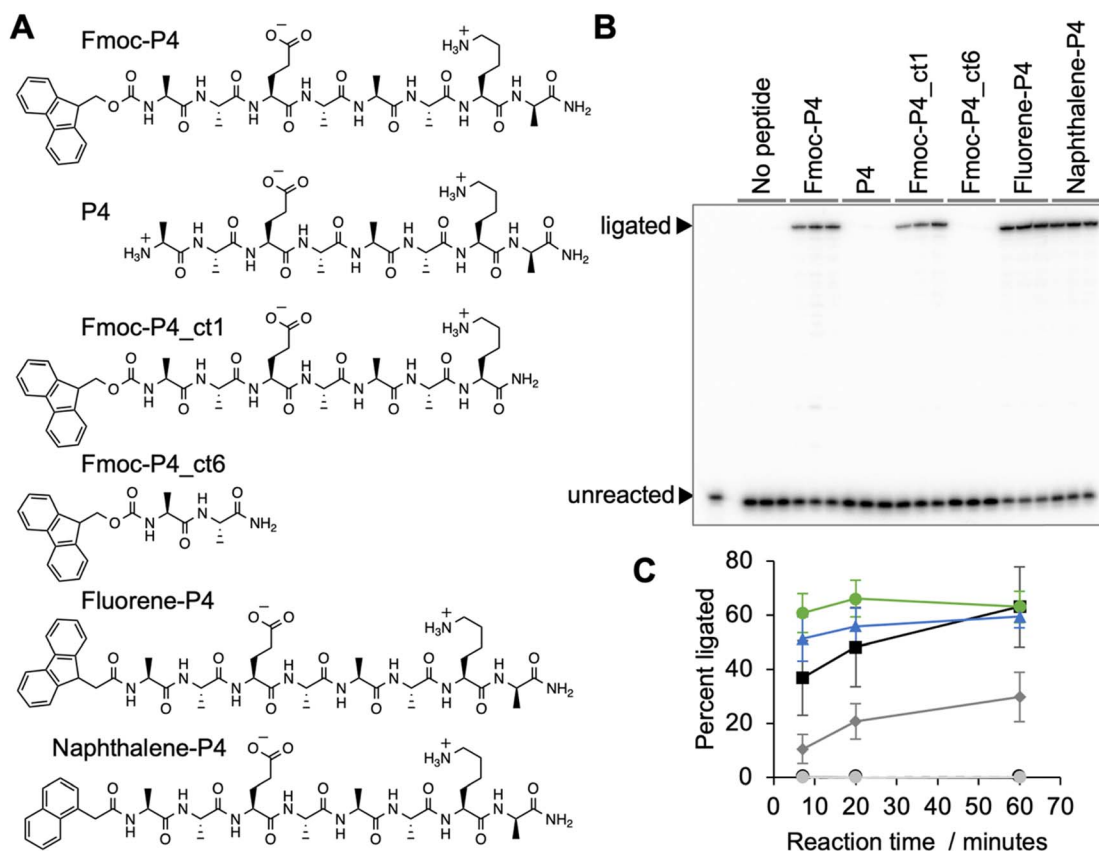 A
Fmoc-P4
P4
Fmoc-P4_ct1
Fmoc-P4_ct6
Fluorene-P4
Naphthalene-P4
B
No peptide
Fmoc-P4
P4
Fmoc-P4_ct1
Fmoc-P4_ct6
Fluorene-P4
Naphthalene-P4
ligated
unreacted
C
Percent ligated
80
60
40
20
0
0 10 20 30 40 50 60 70
Reaction time / minutes